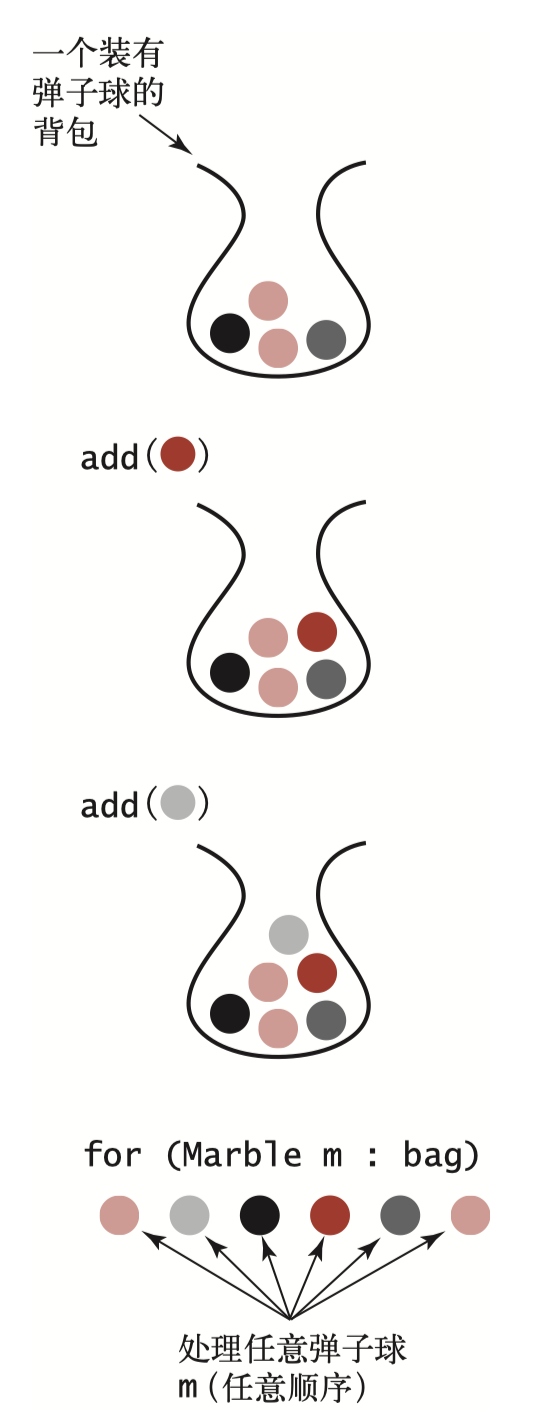 一个装有
弹子球的
背包
add( )
add( )
for (Marble m : bag)
处理任意弹子球
m(任意顺序)